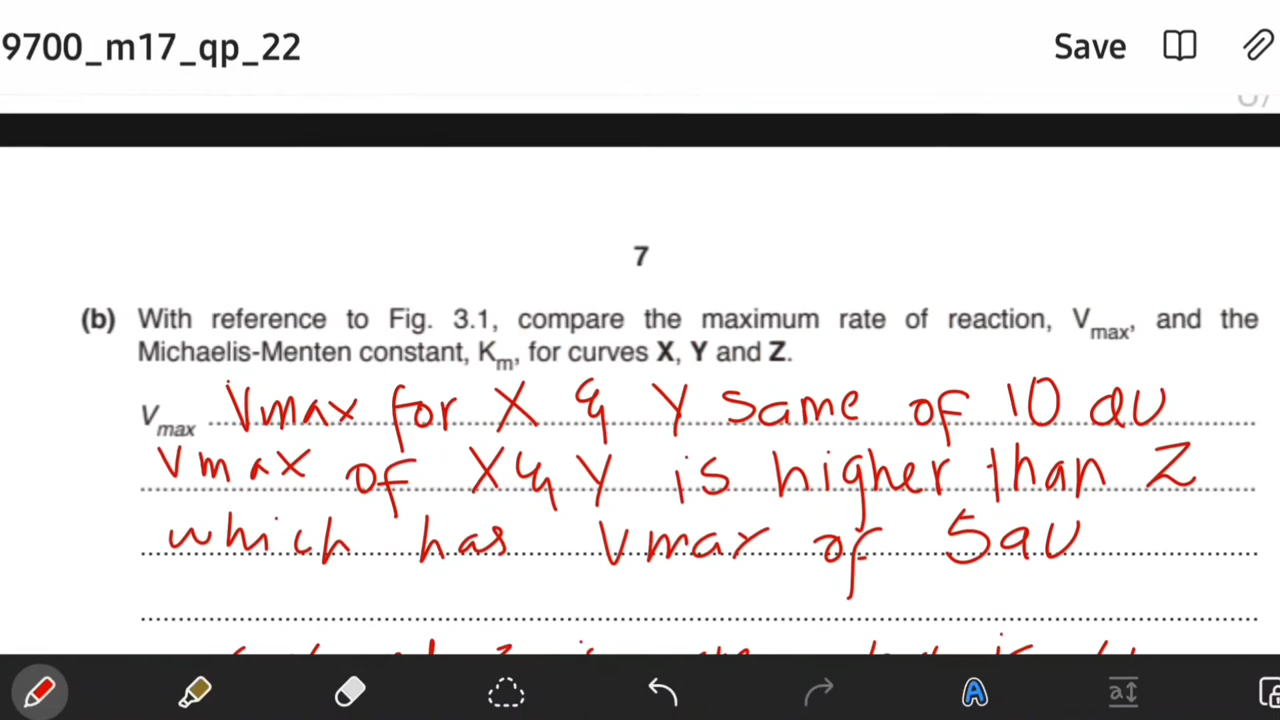 9700_m17_qp_22 Save
7
(b) With reference to Fig. 3.1, compare the maximum rate of reaction, Vmax, and the
Michaelis-Menten constant, Km, for curves X, Y and Z.
Vmax Vmax for X & Y same of 10 au
Vmax of X & Y is higher than Z
which has Vmax of 5au